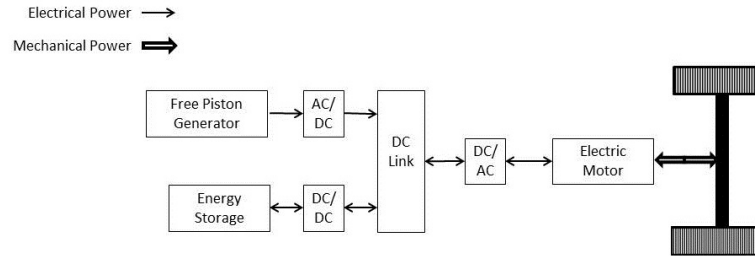 Electrical Power
Mechanical Power
Free Piston
Generator
AC/
DC
DC
Link
DC/
AC
Electric
Motor
Energy
Storage
DC/
DC